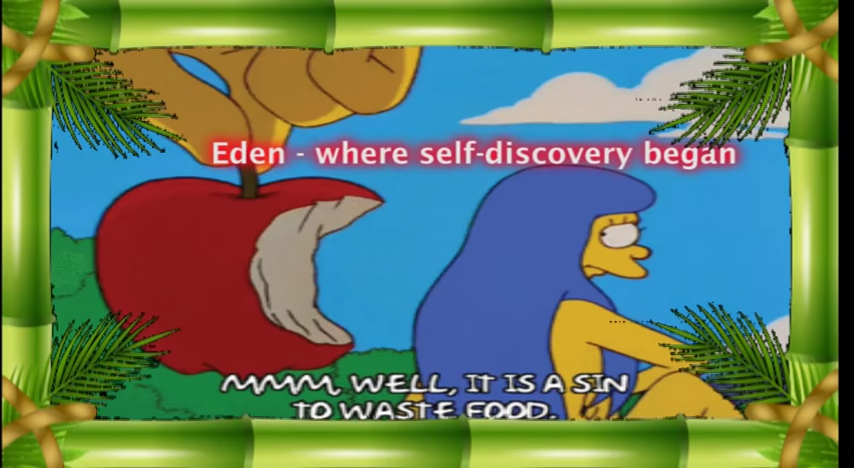 Eden - where self-discovery began
MMM, WELL, IT IS A SIN
TO WASTE FOOD.